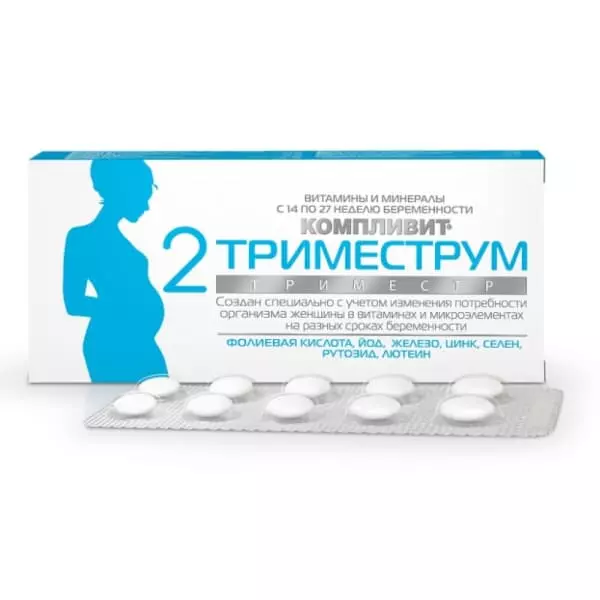 ВИТАМИНЫ И МИНЕРАЛЫ
С 14 ПО 27 НЕДЕЛЮ БЕРЕМЕННОСТИ
КОМПЛИВИТ®
2 ТРИМЕСТРУМ
ТРИМЕСТР
Создан специально с учетом изменения потребности
организма женщины в витаминах и микроэлементах
на разных сроках беременности
ФОЛИЕВАЯ КИСЛОТА, ЙОД, ЖЕЛЕЗО, ЦИНК, СЕЛЕН,
РУТОЗИД, ЛЮТЕИН